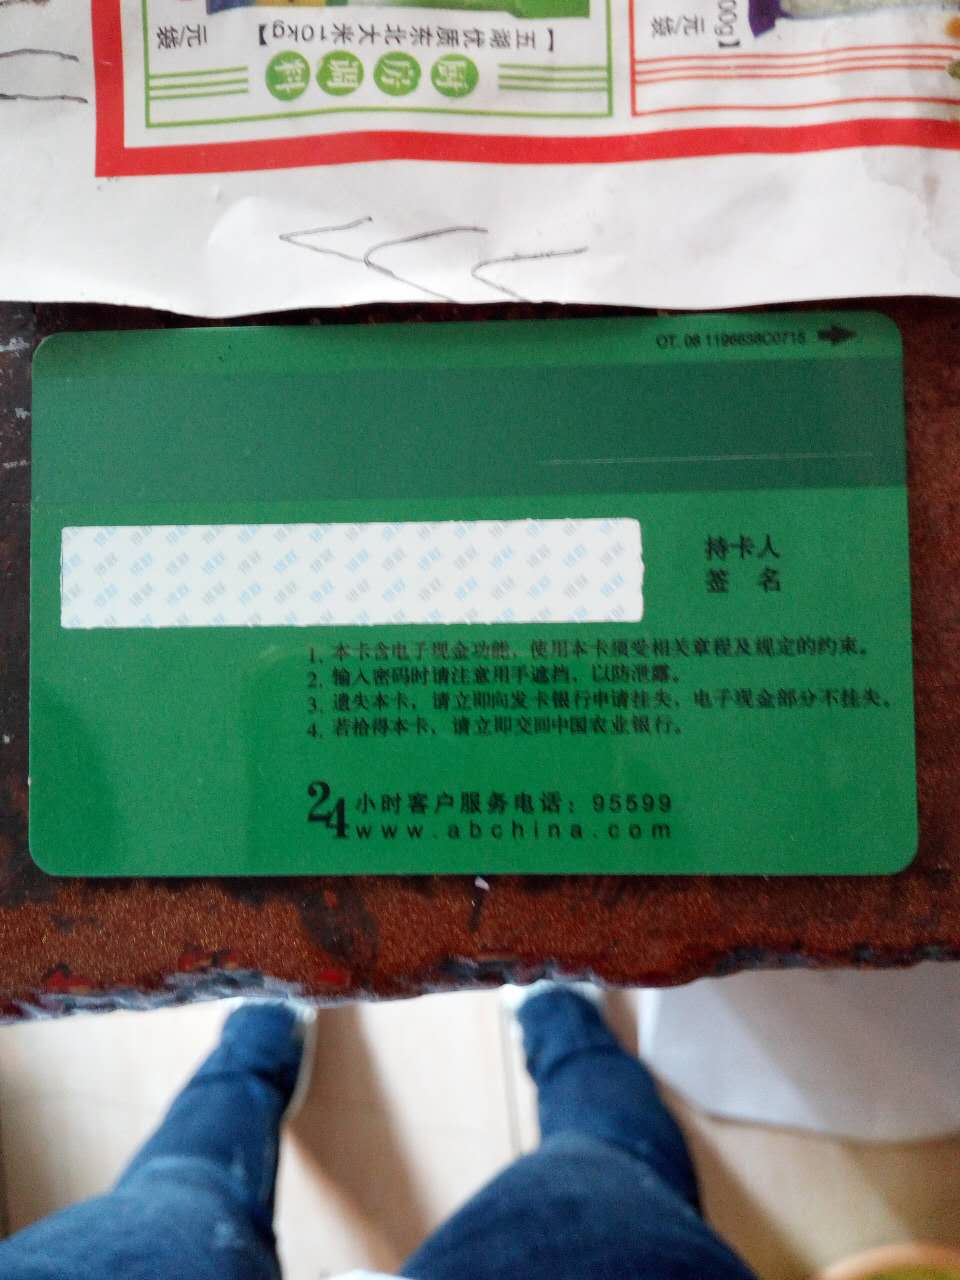 元/袋
【五湖优质东北大米10kg】
厨房调料
元/袋
00g】
OT. 08 1196638C0715
持卡人
签 名
1. 本卡含电子现金功能，使用本卡须受相关章程及规定的约束。
2. 输入密码时请注意用手遮挡，以防泄露。
3. 遗失本卡，请立即向发卡银行申请挂失，电子现金部分不挂失。
4. 若拾得本卡，请立即交回中国农业银行。
24小时客户服务电话：95599
www.abchina.com